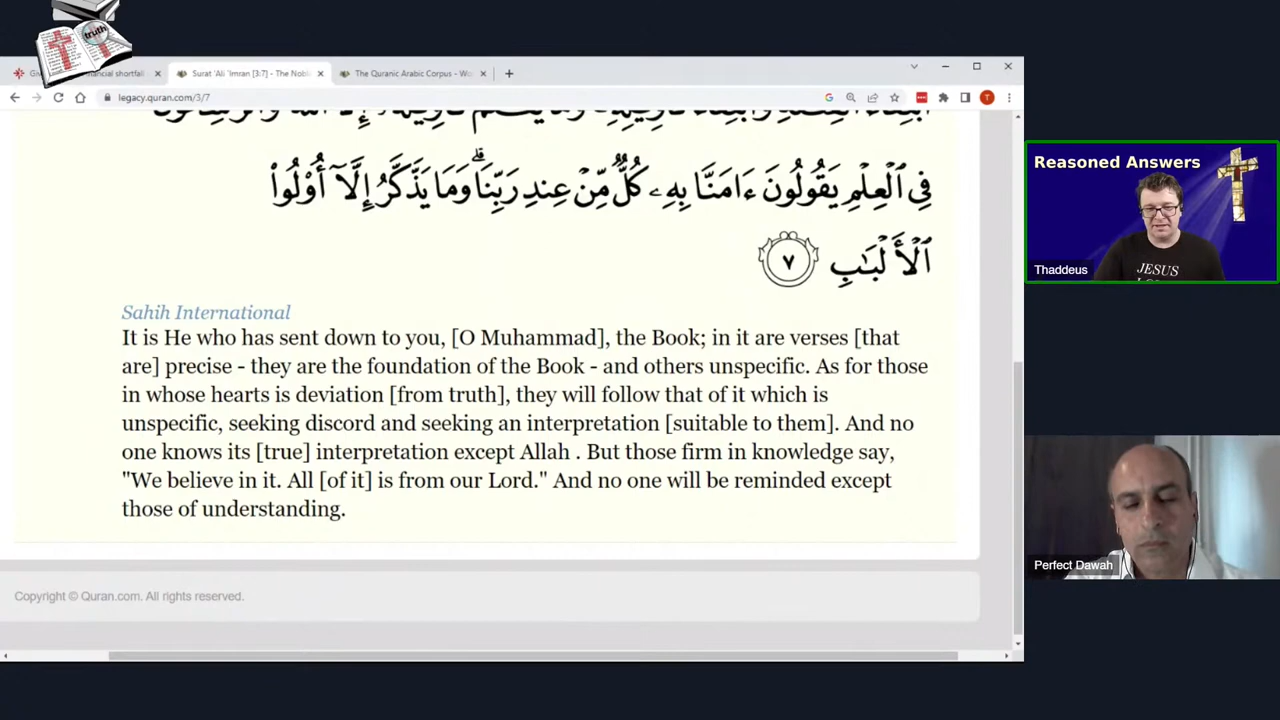 truth
financial shortfall
Surat 'Ali 'Imran [3:7] - The Nobl
The Quranic Arabic Corpus - Wo
legacy.quran.com/3/7
فِي ٱلْعِلْمِ يَقُولُونَ ءَامَنَّا بِهِۦ كُلٌّ مِّنْ عِندِ رَبِّنَا ۗ وَمَا يَذَّكَّرُ إِلَّآ أُو۟لُوا۟
ٱلْأَلْبَـٰبِ ٧
Sahih International
It is He who has sent down to you, [O Muhammad], the Book; in it are verses [that
are] precise - they are the foundation of the Book - and others unspecific. As for those
in whose hearts is deviation [from truth], they will follow that of it which is
unspecific, seeking discord and seeking an interpretation [suitable to them]. And no
one knows its [true] interpretation except Allah . But those firm in knowledge say,
"We believe in it. All [of it] is from our Lord." And no one will be reminded except
those of understanding.
Copyright © Quran.com. All rights reserved.
Reasoned Answers
JESUS
Thaddeus
Perfect Dawah